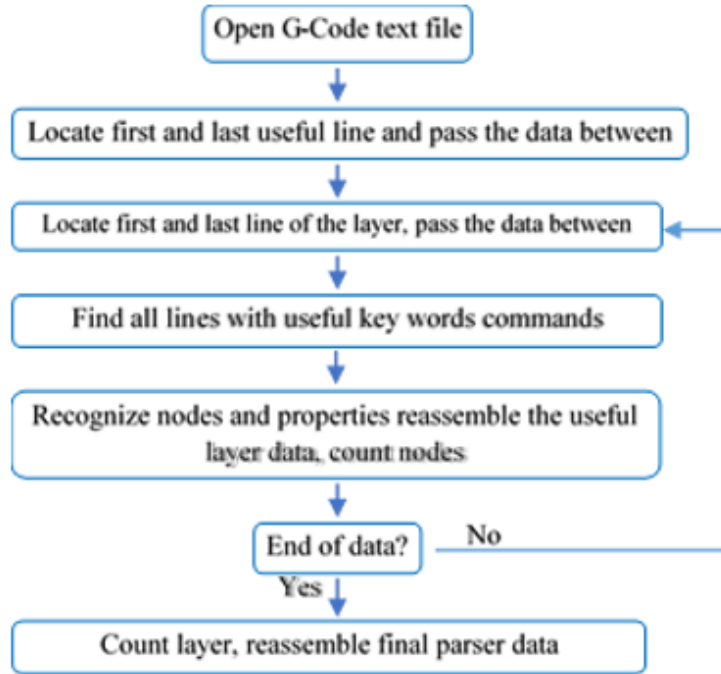 Open G-Code text file
Locate first and last useful line and pass the data between
Locate first and last line of the layer, pass the data between
Find all lines with useful key words commands
Recognize nodes and properties reassemble the useful
layer data, count nodes
End of data?
No
Yes
Count layer, reassemble final parser data